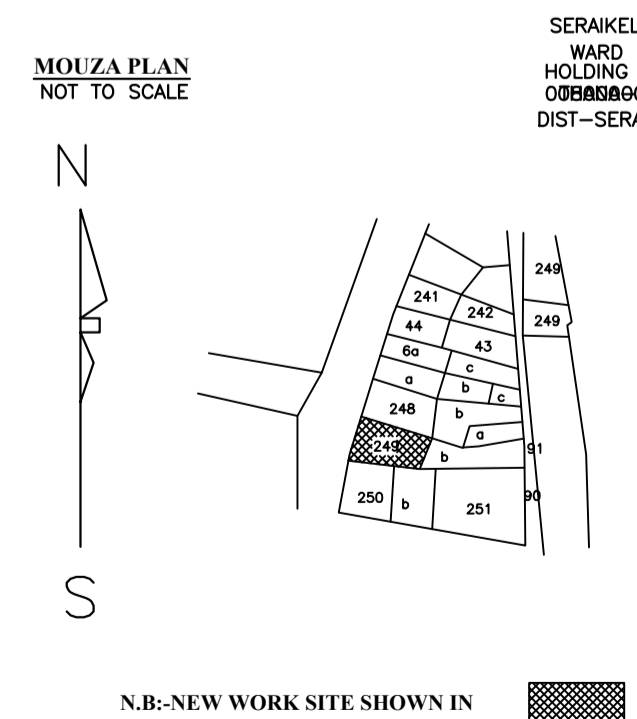 SERAIKEL
WARD
HOLDING
DIST-SERA
MOUZA PLAN
NOT TO SCALE
N
249
241
242
249
44
43
6a
c
a
b
c
248
b
a
249
b
91
250
b
251
90
S
N.B:-NEW WORK SITE SHOWN IN